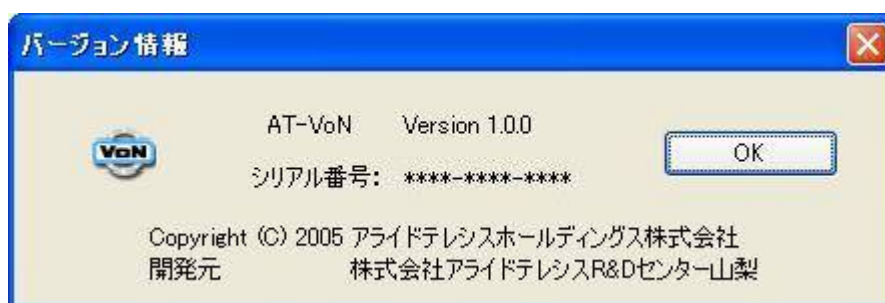 バージョン情報
VoN
AT-VoN Version 1.0.0
OK
シリアル番号: ****-****-****
Copyright (C) 2005 アライドテレシスホールディングス株式会社
開発元 株式会社アライドテレシスR&Dセンター山梨